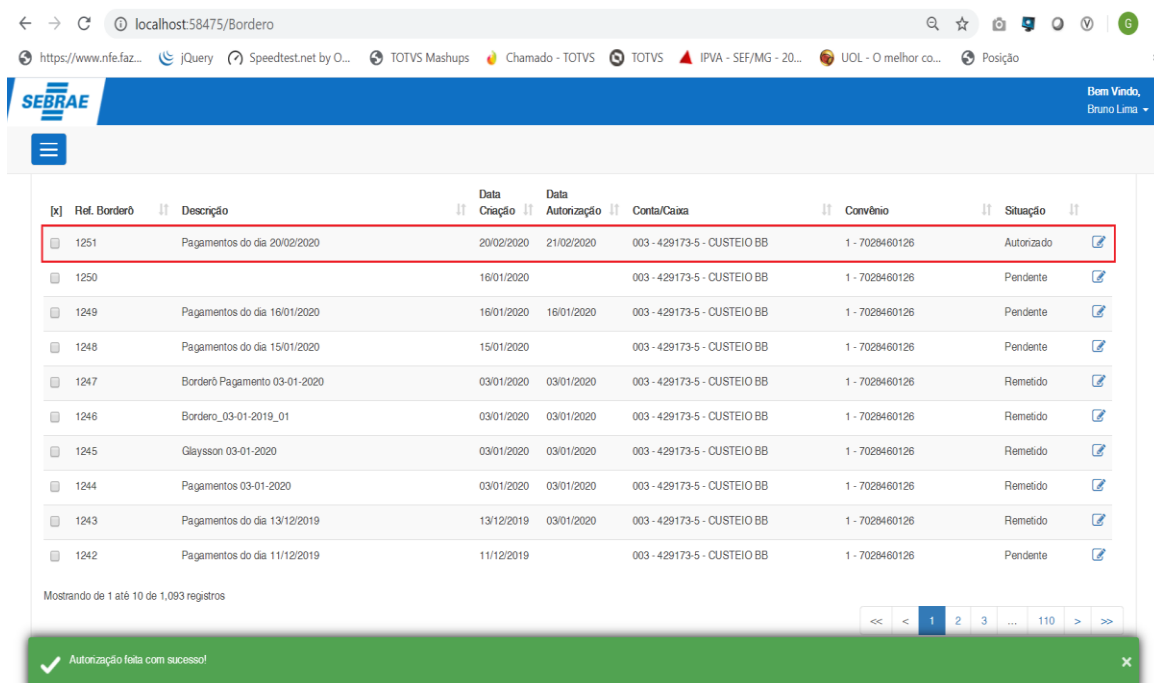 localhost:58475/Bordero
G
https://www.nfe.faz... jQuery Speedtest.net by O... TOTVS Mashups Chamado - TOTVS TOTVS IPVA - SEF/MG - 20... UOL - O melhor co... Posição
SEBRAE
Bem Vindo,
Bruno Lima
[x] Ref. Borderô Descrição Data Criação Data Autorização Conta/Caixa Convênio Situação
1251 Pagamentos do dia 20/02/2020 20/02/2020 21/02/2020 003 - 429173-5 - CUSTEIO BB 1 - 7028460126 Autorizado
1250 16/01/2020 003 - 429173-5 - CUSTEIO BB 1 - 7028460126 Pendente
1249 Pagamentos do dia 16/01/2020 16/01/2020 16/01/2020 003 - 429173-5 - CUSTEIO BB 1 - 7028460126 Pendente
1248 Pagamentos do dia 15/01/2020 15/01/2020 003 - 429173-5 - CUSTEIO BB 1 - 7028460126 Pendente
1247 Borderô Pagamento 03-01-2020 03/01/2020 03/01/2020 003 - 429173-5 - CUSTEIO BB 1 - 7028460126 Remetido
1246 Bordero_03-01-2019_01 03/01/2020 03/01/2020 003 - 429173-5 - CUSTEIO BB 1 - 7028460126 Remetido
1245 Glaysson 03-01-2020 03/01/2020 03/01/2020 003 - 429173-5 - CUSTEIO BB 1 - 7028460126 Remetido
1244 Pagamentos 03-01-2020 03/01/2020 03/01/2020 003 - 429173-5 - CUSTEIO BB 1 - 7028460126 Remetido
1243 Pagamentos do dia 13/12/2019 13/12/2019 03/01/2020 003 - 429173-5 - CUSTEIO BB 1 - 7028460126 Remetido
1242 Pagamentos do dia 11/12/2019 11/12/2019 003 - 429173-5 - CUSTEIO BB 1 - 7028460126 Pendente
Mostrando de 1 até 10 de 1,093 registros
<< < 1 2 3 ... 110 > >>
Autorização feita com sucesso! ×